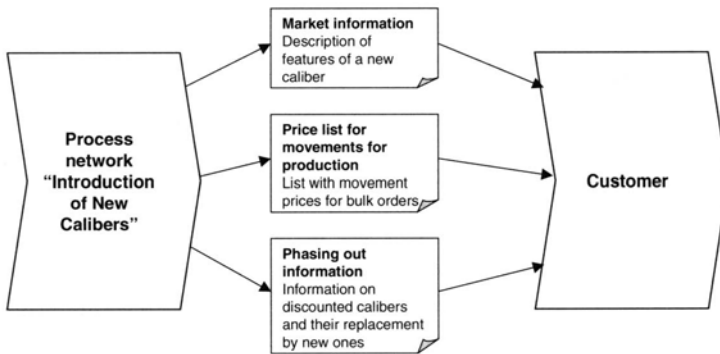 Process
network
“Introduction
of New
Calibers”
Market information
Description of
features of a new
caliber
Price list for
movements for
production
List with movement
prices for bulk orders
Phasing out
information
Information on
discounted calibers
and their replacement
by new ones
Customer